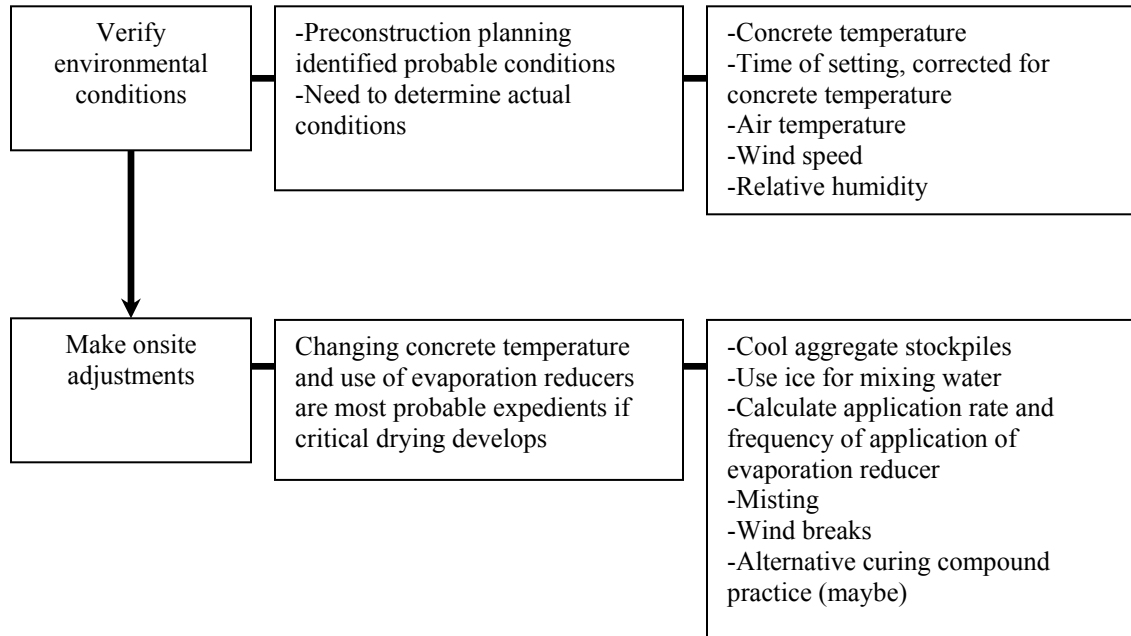 Verify
environmental
conditions
-Preconstruction planning
identified probable conditions
-Need to determine actual
conditions
-Concrete temperature
-Time of setting, corrected for
concrete temperature
-Air temperature
-Wind speed
-Relative humidity
Make onsite
adjustments
Changing concrete temperature
and use of evaporation reducers
are most probable expedients if
critical drying develops
-Cool aggregate stockpiles
-Use ice for mixing water
-Calculate application rate and
frequency of application of
evaporation reducer
-Misting
-Wind breaks
-Alternative curing compound
practice (maybe)